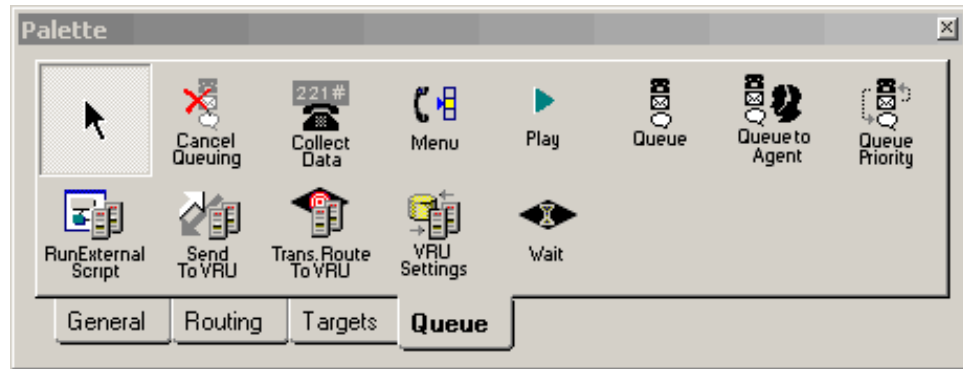 Palette
221#
Cancel
Queuing
Collect
Data
Menu
Play
Queue
Queue to
Agent
Queue
Priority
RunExternal
Script
Send
To VRU
Trans. Route
To VRU
VRU
Settings
Wait
General
Routing
Targets
Queue